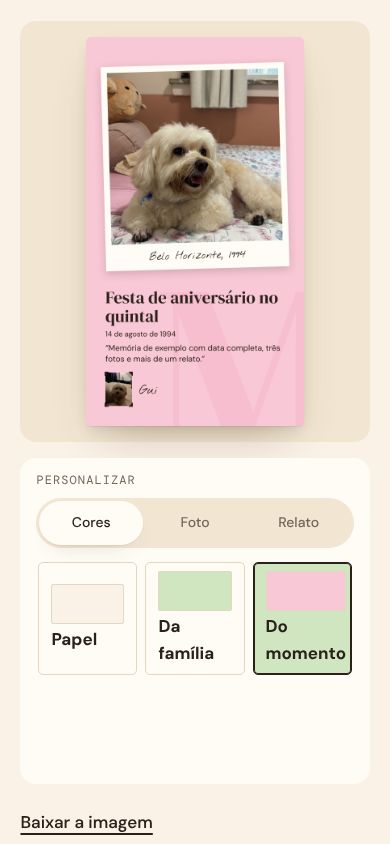 Belo Horizonte, 1994
Festa de aniversário no
quintal
14 de agosto de 1994
“Memória de exemplo com data completa, três
fotos e mais de um relato.”
Gui
M
PERSONALIZAR
Cores
Foto
Relato
Papel
Da
família
Do
momento
Baixar a imagem